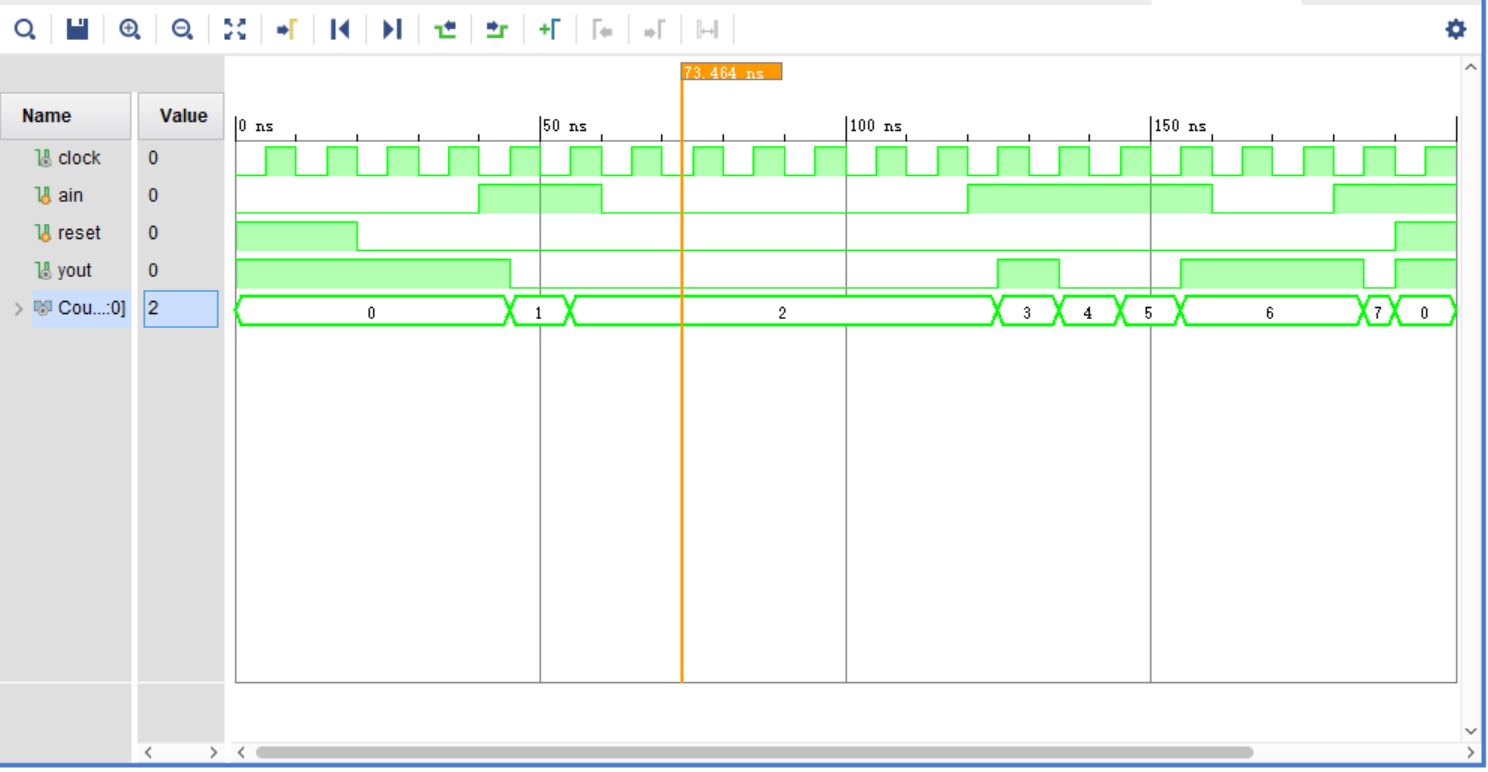 73.464 ns
Name Value
0 ns 50 ns 100 ns 150 ns
clock 0
ain 0
reset 0
yout 0
Cou...:0] 2 0 1 2 3 4 5 6 7 0